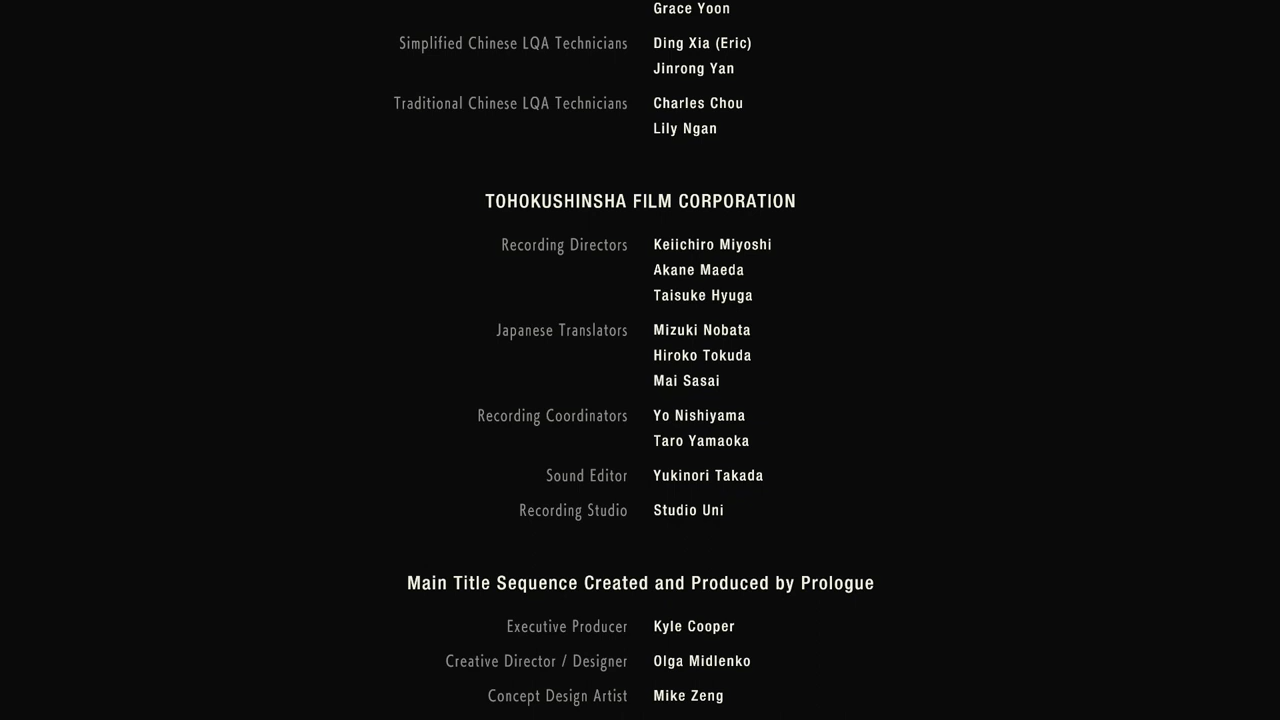 Grace Yoon
Simplified Chinese LQA Technicians Ding Xia (Eric)
Jinrong Yan
Traditional Chinese LQA Technicians Charles Chou
Lily Ngan
TOHOKUSHINSHA FILM CORPORATION
Recording Directors Keiichiro Miyoshi
Akane Maeda
Taisuke Hyuga
Japanese Translators Mizuki Nobata
Hiroko Tokuda
Mai Sasai
Recording Coordinators Yo Nishiyama
Taro Yamaoka
Sound Editor Yukinori Takada
Recording Studio Studio Uni
Main Title Sequence Created and Produced by Prologue
Executive Producer Kyle Cooper
Creative Director / Designer Olga Midlenko
Concept Design Artist Mike Zeng